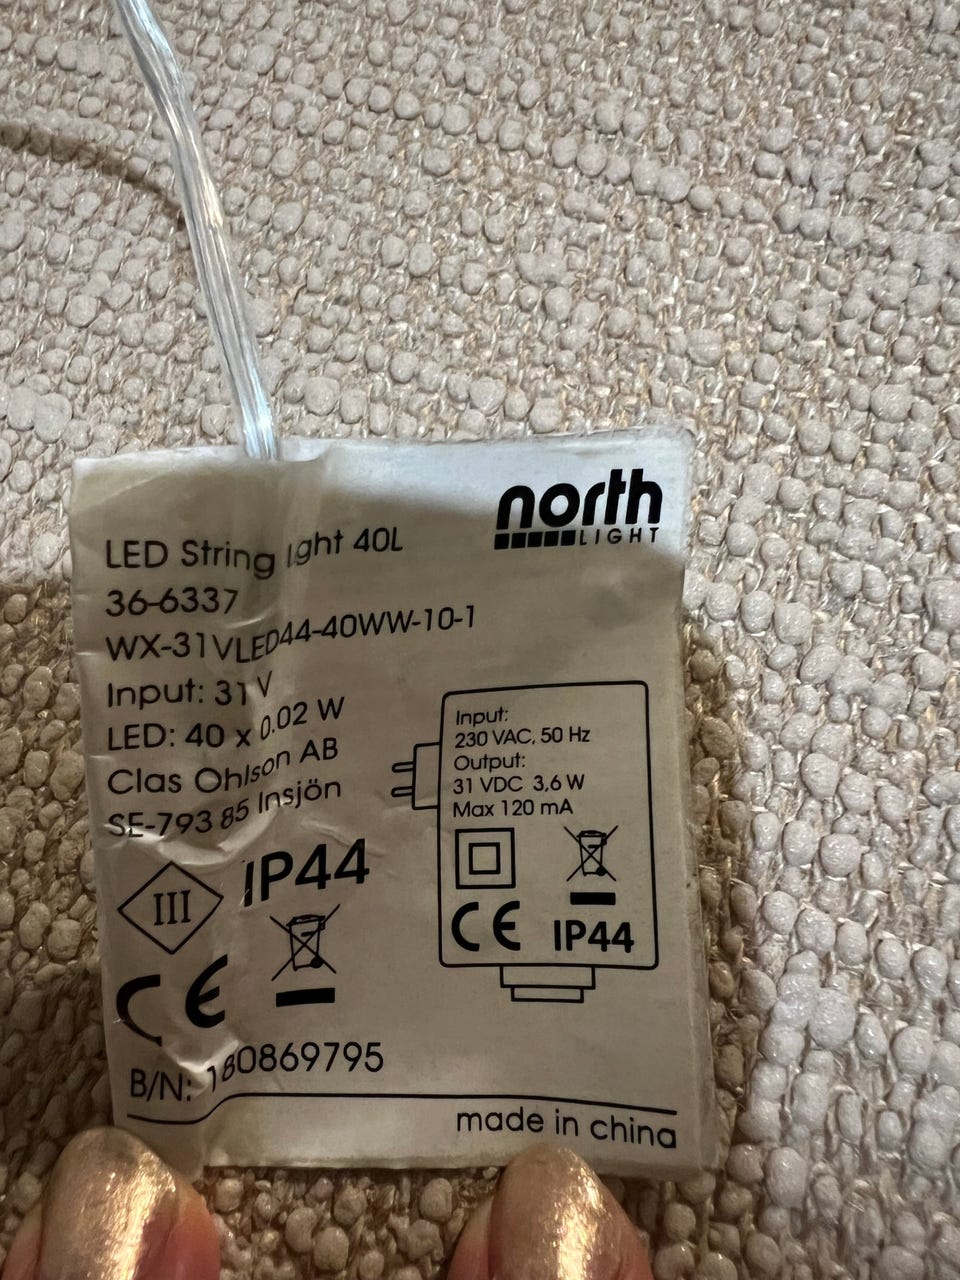 north
LIGHT
LED String light 40L
36-6337
WX-31VLED44-40WW-10-1
Input: 31 V
LED: 40 x 0.02 W
Clas Ohlson AB
SE-793 85 Insjön
III
IP44
CE
B/N: 180869795
Input:
230 VAC, 50 Hz
Output:
31 VDC 3,6 W
Max 120 mA
CE IP44
made in china